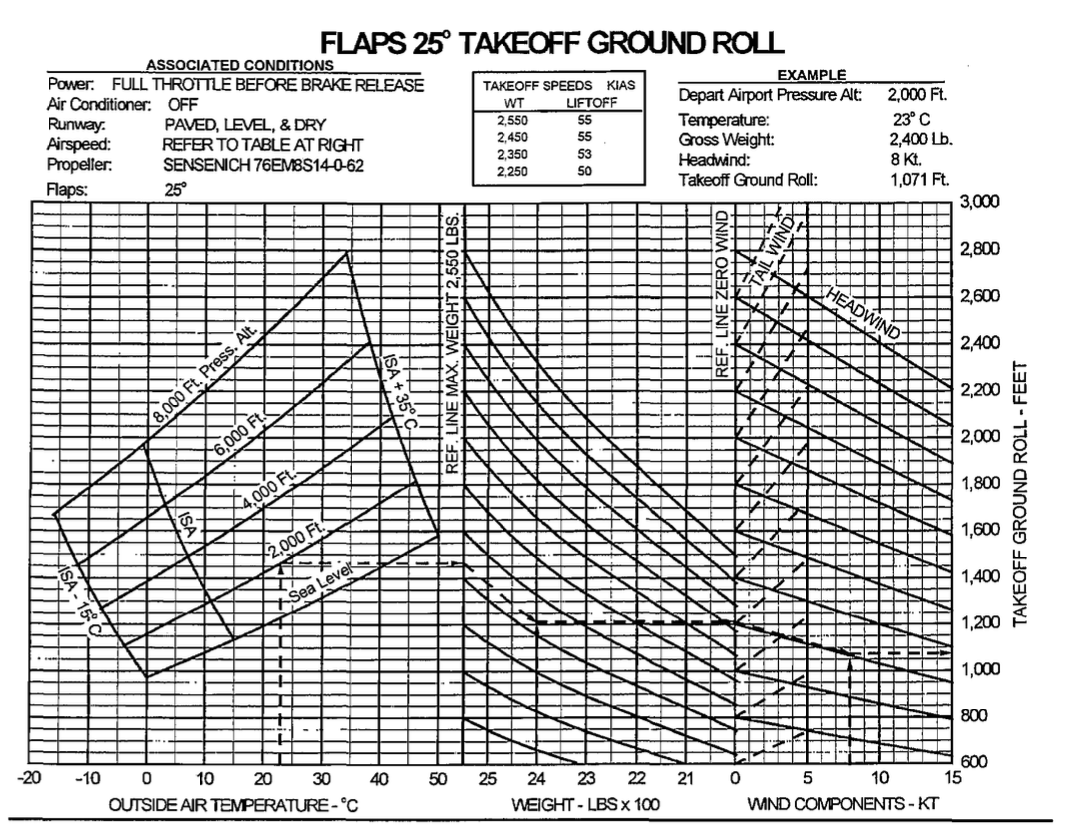 FLAPS 25° TAKEOFF GROUND ROLL
ASSOCIATED CONDITIONS
Power: FULL THROTTLE BEFORE BRAKE RELEASE
Air Conditioner: OFF
Runway: PAVED, LEVEL, & DRY
Airspeed: REFER TO TABLE AT RIGHT
Propeller: SENSENICH 76EM8S14-0-62
Flaps: 25°
TAKEOFF SPEEDS KIAS
WT LIFTOFF
2,550 55
2,450 55
2,350 53
2,250 50
EXAMPLE
Depart Airport Pressure Alt: 2,000 Ft.
Temperature: 23° C
Gross Weight: 2,400 Lb.
Headwind: 8 Kt.
Takeoff Ground Roll: 1,071 Ft.
8,000 Ft. Press. Alt.
6,000 Ft.
4,000 Ft.
2,000 Ft.
Sea Level
ISA - 15° C
ISA
ISA + 35° C
REF. LINE MAX. WEIGHT 2,550 LBS.
REF. LINE ZERO WIND
TAIL WIND
HEADWIND
3,000
2,800
2,600
2,400
2,200
2,000
1,800
1,600
1,400
1,200
1,000
800
600
TAKEOFF GROUND ROLL - FEET
-20 -10 0 10 20 30 40 50 25 24 23 22 21 0 5 10 15
OUTSIDE AIR TEMPERATURE - °C WEIGHT - LBS x 100 WIND COMPONENTS - KT